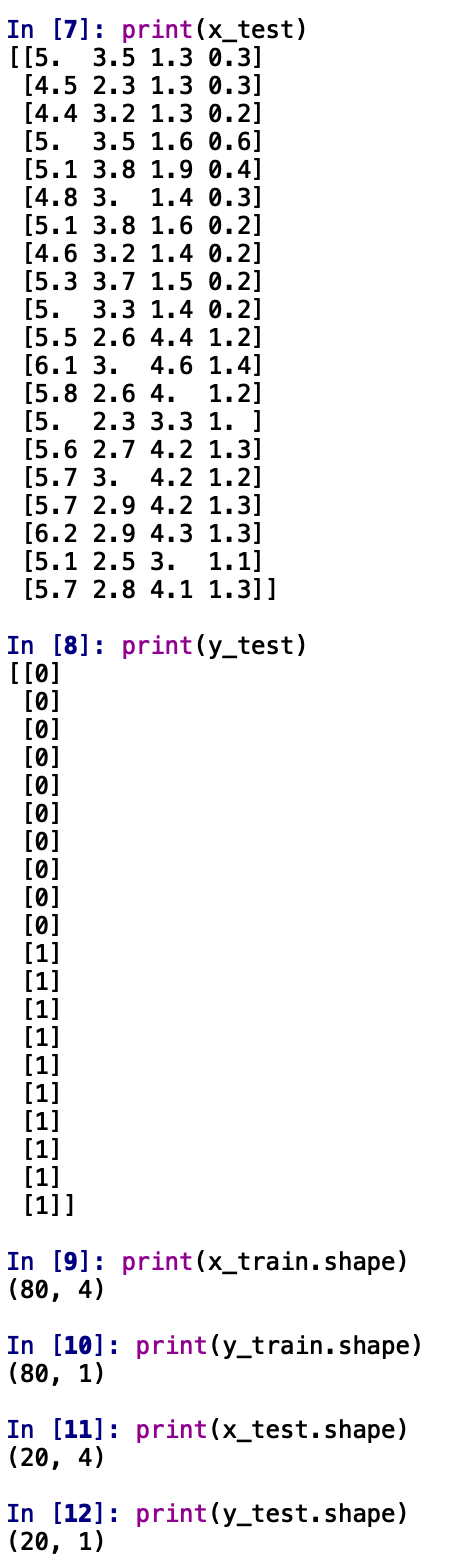 In [7]: print(x_test)
[[5.  3.5 1.3 0.3]
 [4.5 2.3 1.3 0.3]
 [4.4 3.2 1.3 0.2]
 [5.  3.5 1.6 0.6]
 [5.1 3.8 1.9 0.4]
 [4.8 3.  1.4 0.3]
 [5.1 3.8 1.6 0.2]
 [4.6 3.2 1.4 0.2]
 [5.3 3.7 1.5 0.2]
 [5.  3.3 1.4 0.2]
 [5.5 2.6 4.4 1.2]
 [6.1 3.  4.6 1.4]
 [5.8 2.6 4.  1.2]
 [5.  2.3 3.3 1. ]
 [5.6 2.7 4.2 1.3]
 [5.7 3.  4.2 1.2]
 [5.7 2.9 4.2 1.3]
 [6.2 2.9 4.3 1.3]
 [5.1 2.5 3.  1.1]
 [5.7 2.8 4.1 1.3]]
In [8]: print(y_test)
[[0]
 [0]
 [0]
 [0]
 [0]
 [0]
 [0]
 [0]
 [0]
 [0]
 [1]
 [1]
 [1]
 [1]
 [1]
 [1]
 [1]
 [1]
 [1]
 [1]]
In [9]: print(x_train.shape)
(80, 4)
In [10]: print(y_train.shape)
(80, 1)
In [11]: print(x_test.shape)
(20, 4)
In [12]: print(y_test.shape)
(20, 1)